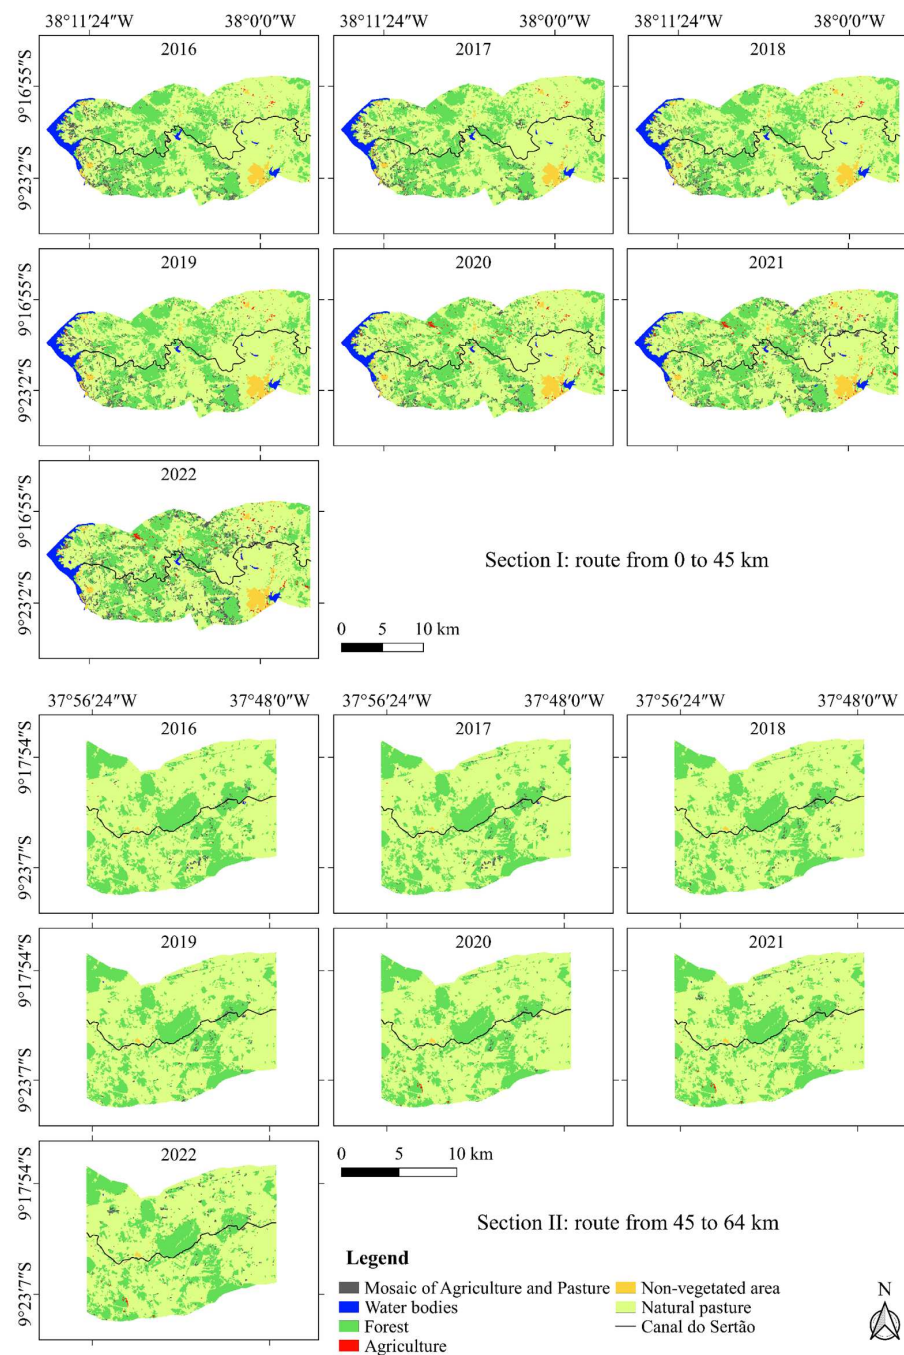 38°11'24"W 38°0'0"W 38°11'24"W 38°0'0"W 38°11'24"W 38°0'0"W
2016 2017 2018
9°16'55"S
9°23'2"S
2019 2020 2021
9°16'55"S
9°23'2"S
2022
9°16'55"S
9°23'2"S
Section I: route from 0 to 45 km
0 5 10 km
37°56'24"W 37°48'0"W 37°56'24"W 37°48'0"W 37°56'24"W 37°48'0"W
2016 2017 2018
9°17'54"S
9°23'7"S
2019 2020 2021
9°17'54"S
9°23'7"S
2022
9°17'54"S
9°23'7"S
0 5 10 km
Section II: route from 45 to 64 km
Legend
Mosaic of Agriculture and Pasture
Water bodies
Forest
Agriculture
Non-vegetated area
Natural pasture
Canal do Sertão
N